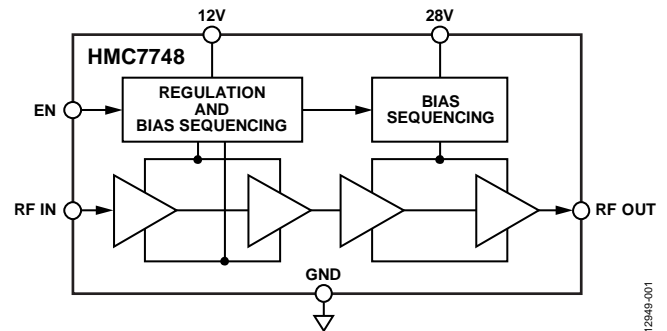 12V
28V
HMC7748
REGULATION
AND
BIAS SEQUENCING
BIAS
SEQUENCING
EN
RF IN
RF OUT
GND
12949-001